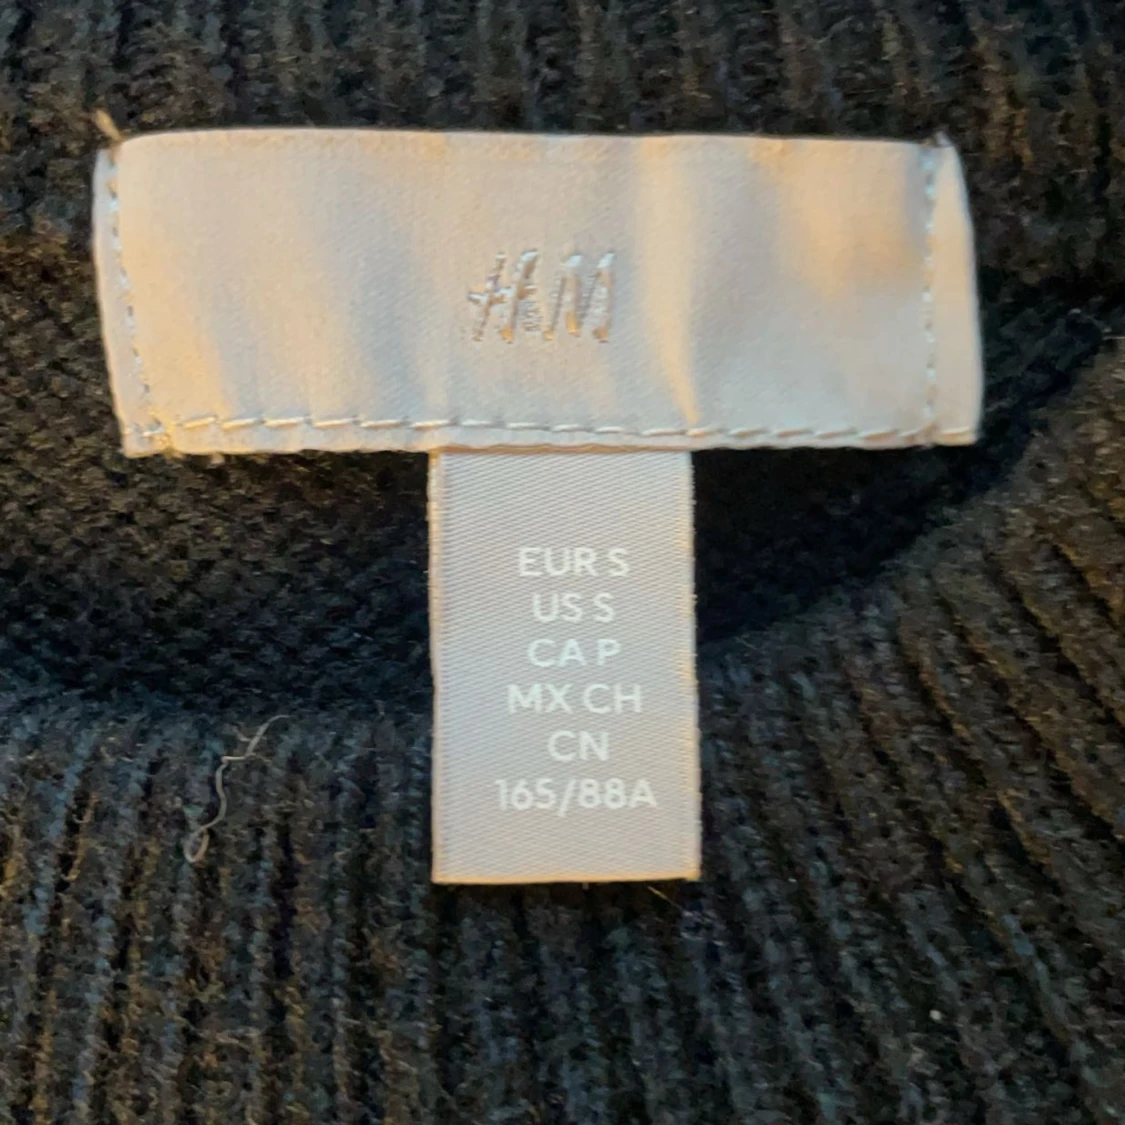 H&M
EUR S
US S
CA P
MX CH
CN
165/88A